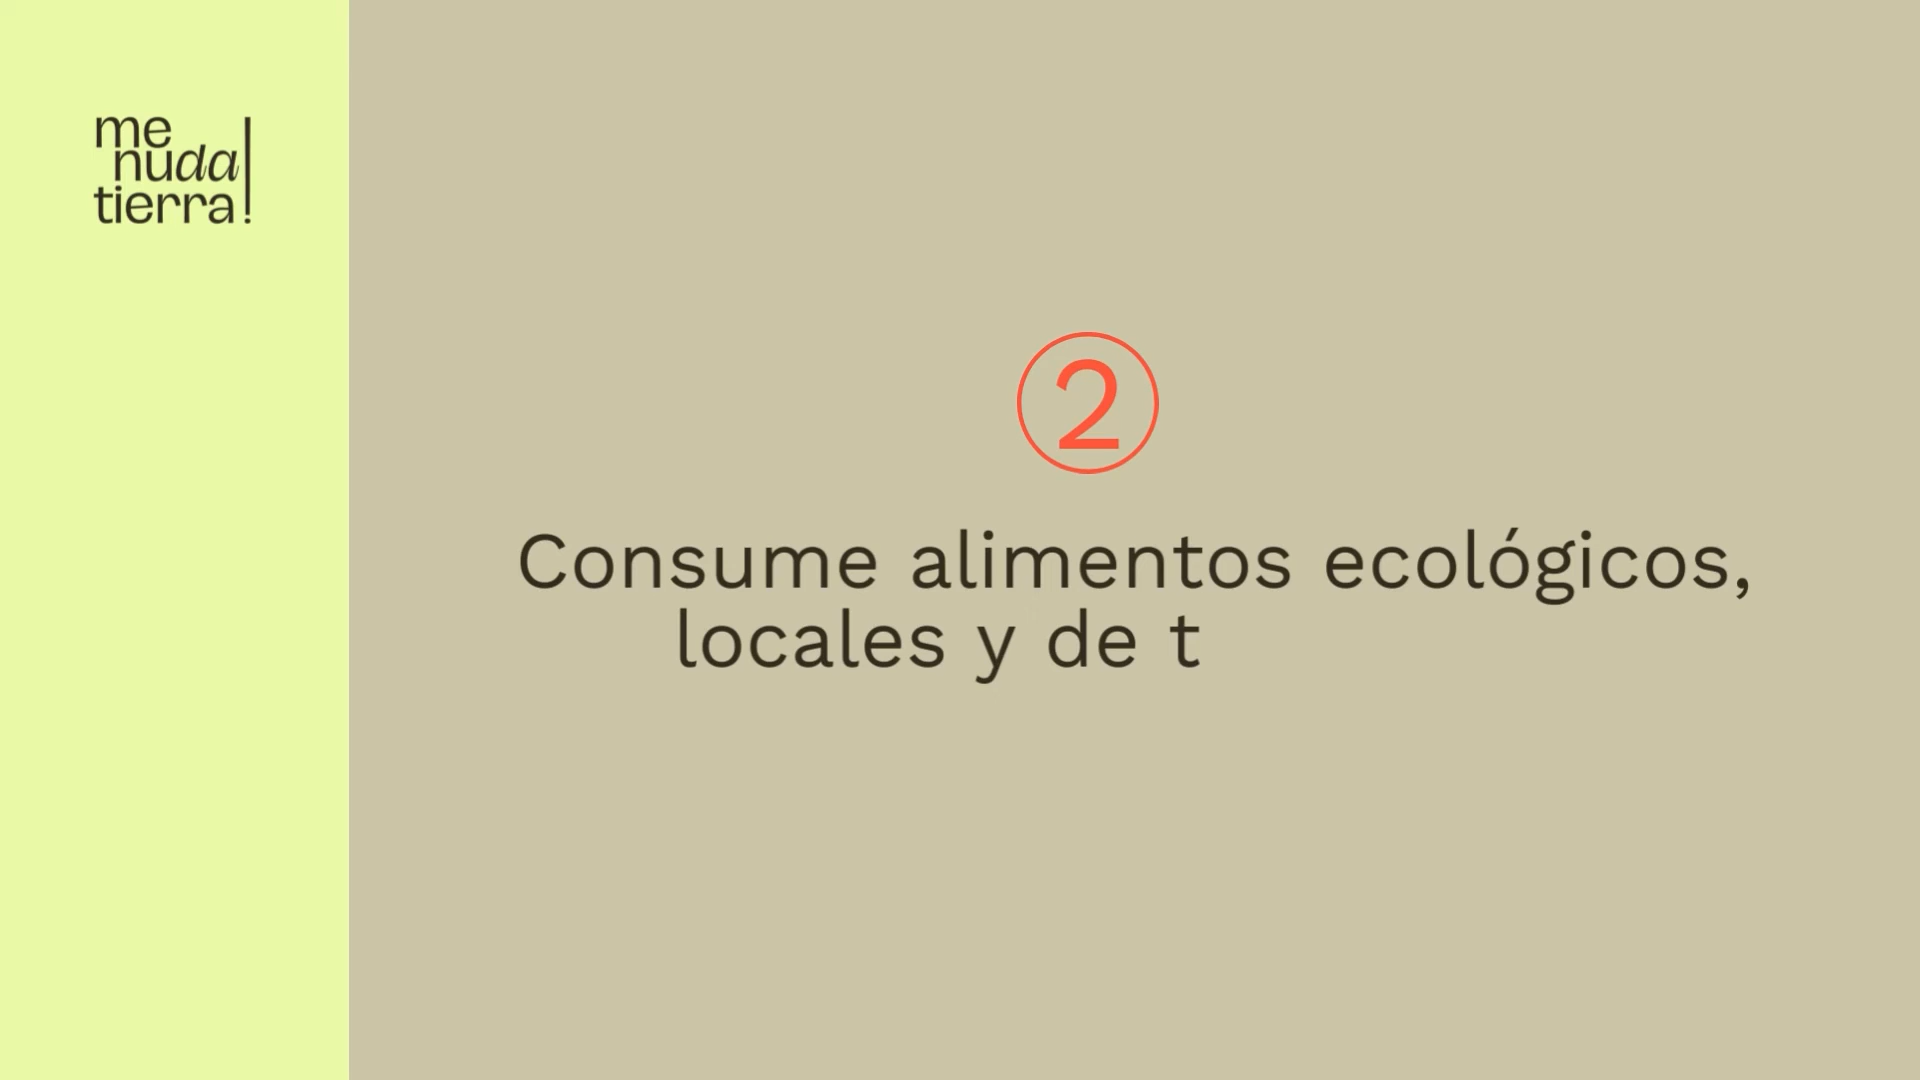 me
nuda
tierra!
2
Consume alimentos ecológicos,
locales y de t